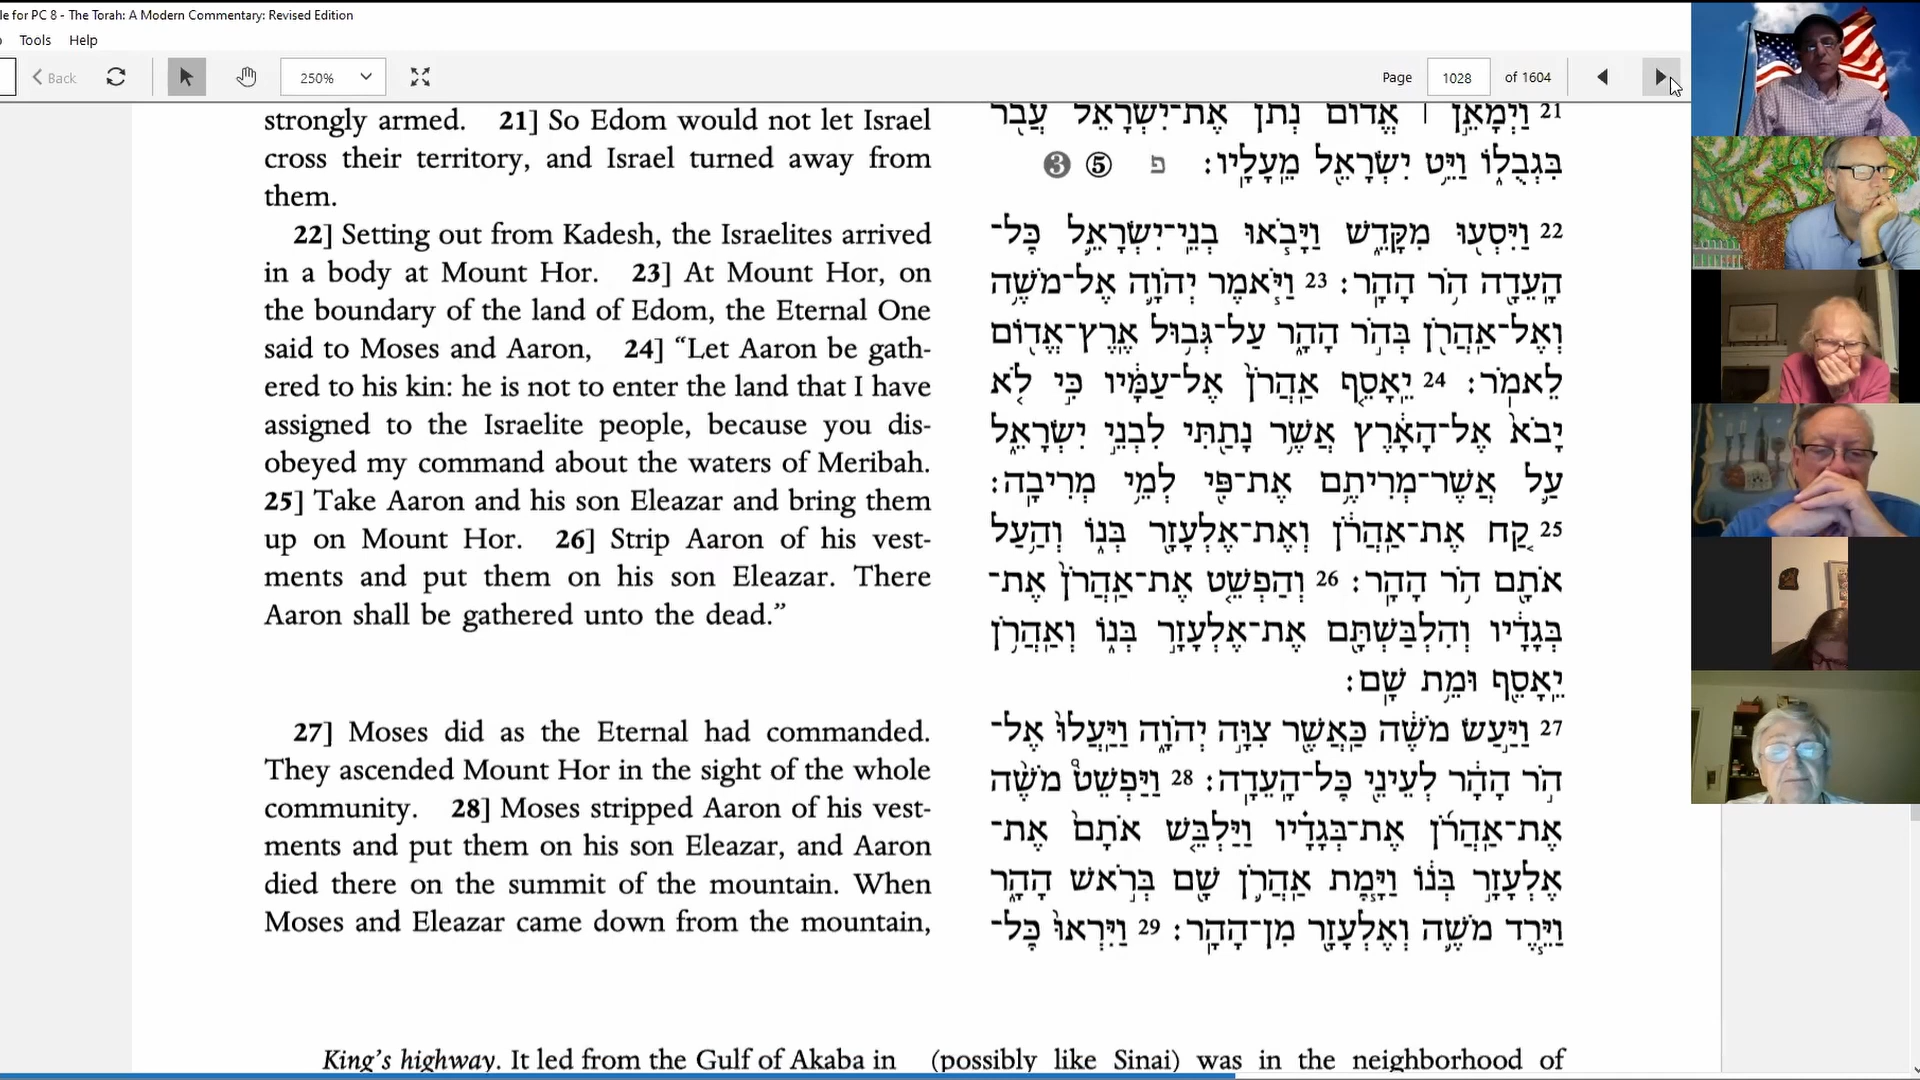 le for PC 8 - The Torah: A Modern Commentary: Revised Edition
Tools Help
Back 250% Page 1028 of 1604
strongly armed. 21] So Edom would not let Israel
cross their territory, and Israel turned away from
them.
22] Setting out from Kadesh, the Israelites arrived
in a body at Mount Hor. 23] At Mount Hor, on
the boundary of the land of Edom, the Eternal One
said to Moses and Aaron, 24] “Let Aaron be gath-
ered to his kin: he is not to enter the land that I have
assigned to the Israelite people, because you dis-
obeyed my command about the waters of Meribah.
25] Take Aaron and his son Eleazar and bring them
up on Mount Hor. 26] Strip Aaron of his vest-
ments and put them on his son Eleazar. There
Aaron shall be gathered unto the dead.”
27] Moses did as the Eternal had commanded.
They ascended Mount Hor in the sight of the whole
community. 28] Moses stripped Aaron of his vest-
ments and put them on his son Eleazar, and Aaron
died there on the summit of the mountain. When
Moses and Eleazar came down from the mountain,
21 וַיְמָאֵ֣ן ׀ אֱד֗וֹם נְתֹן֙ אֶת־יִשְׂרָאֵ֔ל עֲבֹ֖ר
בִּגְבֻל֑וֹ וַיֵּ֥ט יִשְׂרָאֵ֖ל מֵעָלָֽיו׃ פ ⑤ ❸
22 וַיִּסְע֖וּ מִקָּדֵ֑שׁ וַיָּבֹ֧אוּ בְנֵֽי־יִשְׂרָאֵ֛ל כׇּל־
הָעֵדָ֖ה הֹ֥ר הָהָֽר׃ 23 וַיֹּ֧אמֶר יְהֹוָ֛ה אֶל־מֹשֶׁ֥ה
וְאֶֽל־אַהֲרֹ֖ן בְּהֹ֣ר הָהָ֑ר עַל־גְּב֥וּל אֶֽרֶץ־אֱד֖וֹם
לֵאמֹֽר׃ 24 יֵאָסֵ֤ף אַהֲרֹן֙ אֶל־עַמָּ֔יו כִּ֣י לֹ֤א
יָבֹא֙ אֶל־הָאָ֔רֶץ אֲשֶׁ֥ר נָתַ֖תִּי לִבְנֵ֣י יִשְׂרָאֵ֑ל
עַ֛ל אֲשֶׁר־מְרִיתֶ֥ם אֶת־פִּ֖י לְמֵ֥י מְרִיבָֽה׃
25 קַ֚ח אֶֽת־אַהֲרֹ֔ן וְאֶת־אֶלְעָזָ֖ר בְּנ֑וֹ וְהַ֥עַל
אֹתָ֖ם הֹ֥ר הָהָֽר׃ 26 וְהַפְשֵׁ֤ט אֶֽת־אַהֲרֹן֙ אֶת־
בְּגָדָ֔יו וְהִלְבַּשְׁתָּ֖ם אֶת־אֶלְעָזָ֣ר בְּנ֑וֹ וְאַהֲרֹ֥ן
יֵאָסֵ֖ף וּמֵ֥ת שָֽׁם׃
27 וַיַּ֣עַשׂ מֹשֶׁ֔ה כַּאֲשֶׁ֖ר צִוָּ֣ה יְהֹוָ֑ה וַֽיַּעֲלוּ֙ אֶל־
הֹ֣ר הָהָ֔ר לְעֵינֵ֖י כׇּל־הָעֵדָֽה׃ 28 וַיַּפְשֵׁט֩ מֹשֶׁ֨ה
אֶֽת־אַהֲרֹ֜ן אֶת־בְּגָדָ֗יו וַיַּלְבֵּ֤שׁ אֹתָם֙ אֶת־
אֶלְעָזָ֣ר בְּנ֔וֹ וַיָּ֧מׇת אַהֲרֹ֛ן שָׁ֖ם בְּרֹ֣אשׁ הָהָ֑ר
וַיֵּ֧רֶד מֹשֶׁ֛ה וְאֶלְעָזָ֖ר מִן־הָהָֽר׃ 29 וַיִּרְאוּ֙ כׇּל־
King’s highway. It led from the Gulf of Akaba in
(possibly like Sinai) was in the neighborhood of